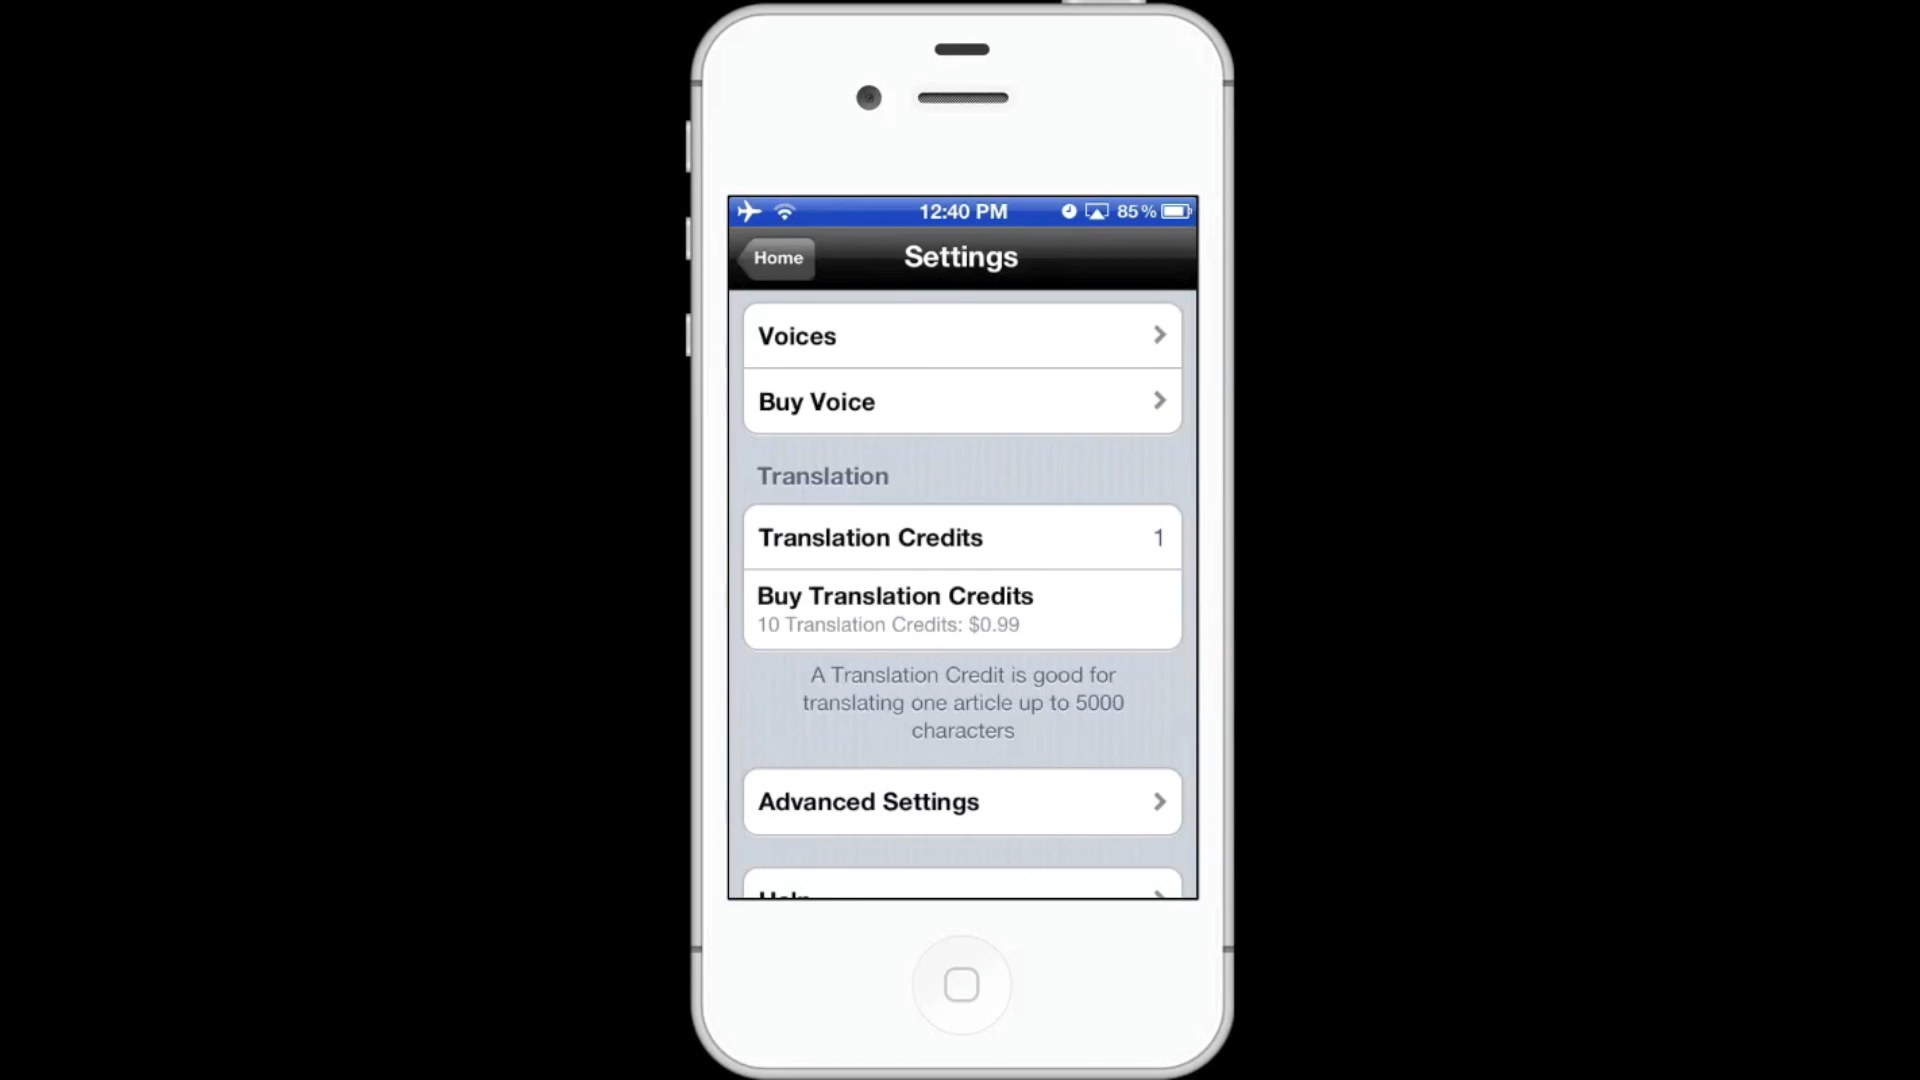 12:40 PM
85%
Home
Settings
Voices
Buy Voice
Translation
Translation Credits
1
Buy Translation Credits
10 Translation Credits: $0.99
A Translation Credit is good for
translating one article up to 5000
characters
Advanced Settings
Help